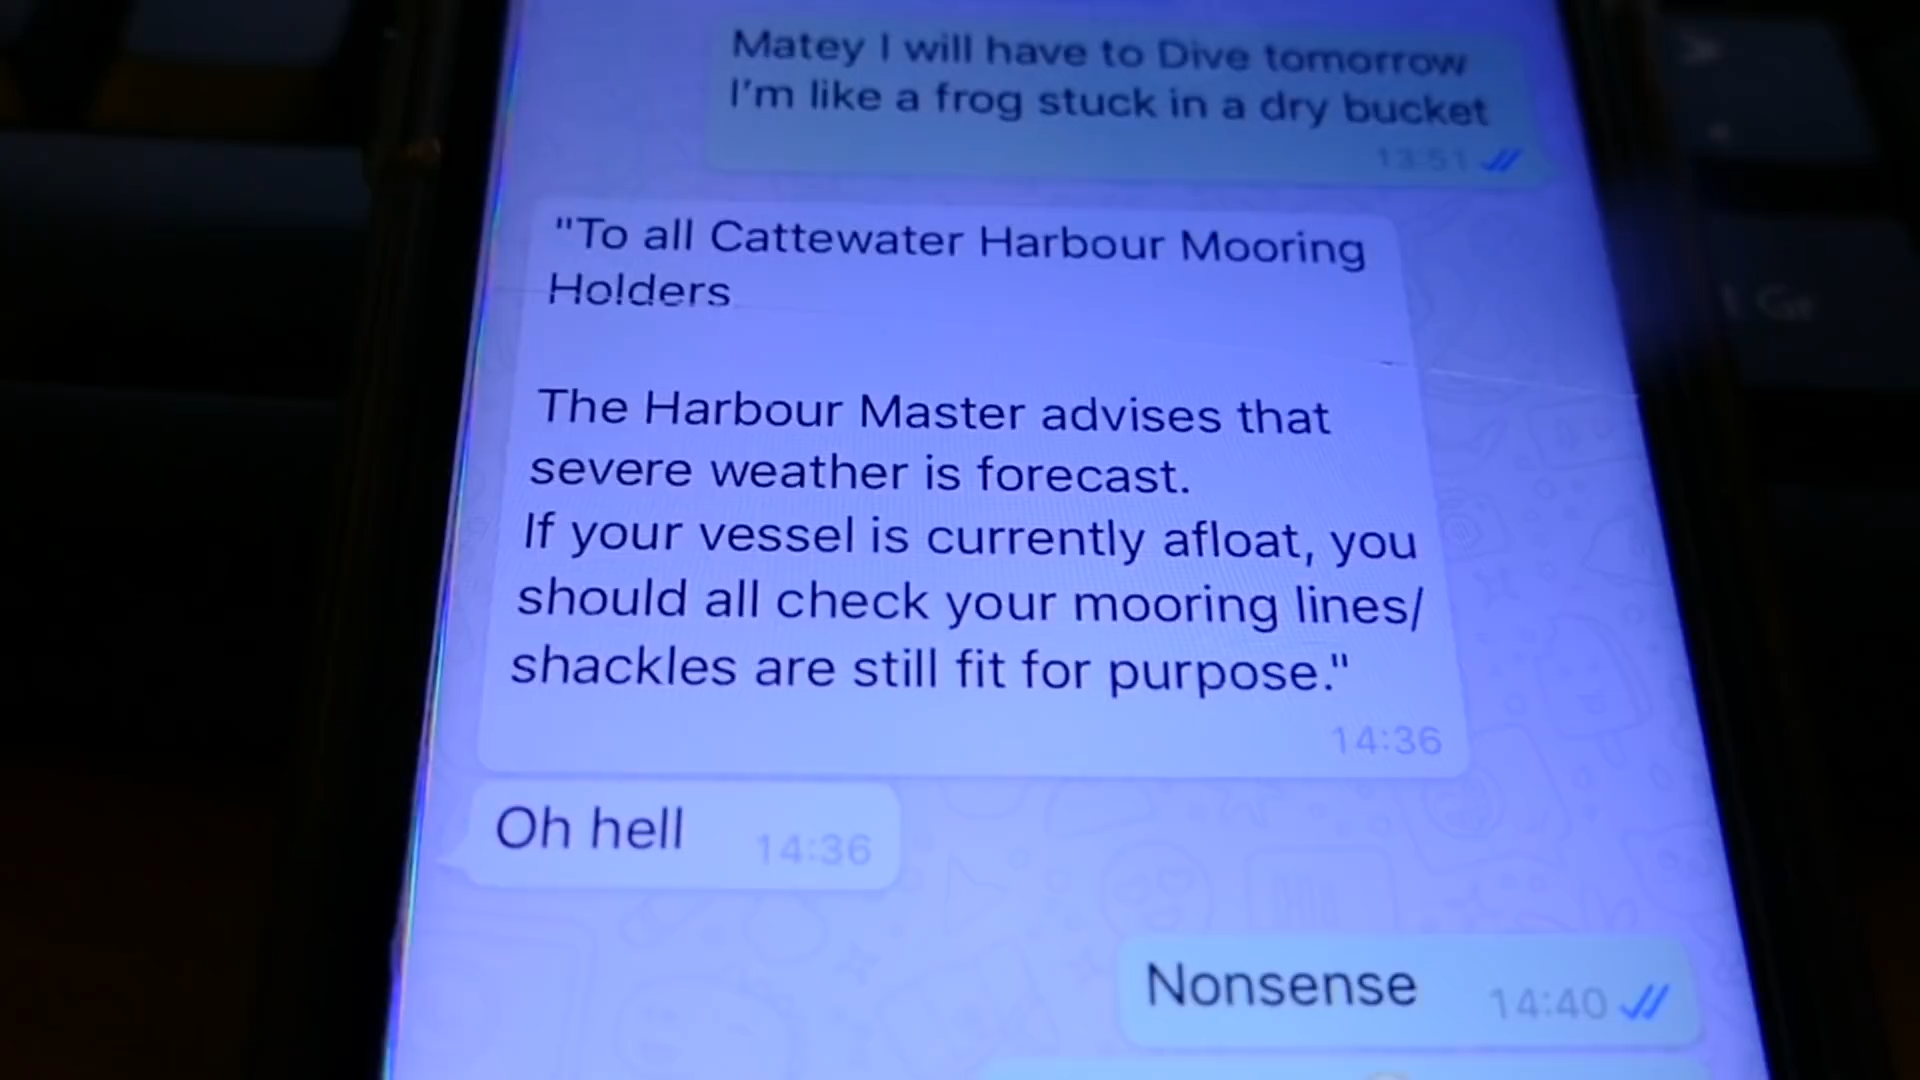 Matey I will have to Dive tomorrow
I'm like a frog stuck in a dry bucket
13:51
"To all Cattewater Harbour Mooring
Holders
The Harbour Master advises that
severe weather is forecast.
If your vessel is currently afloat, you
should all check your mooring lines/
shackles are still fit for purpose."
14:36
Oh hell 14:36
Nonsense 14:40